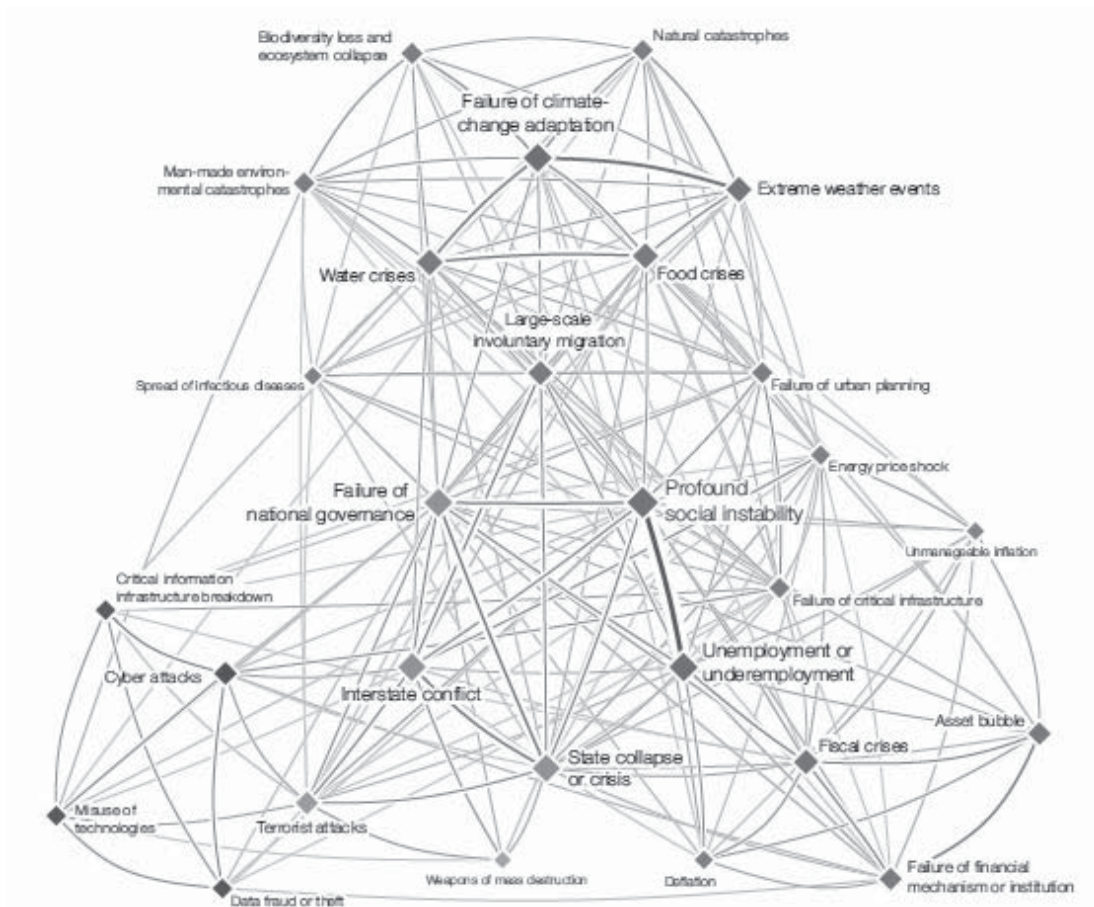 Biodiversity loss and
ecosystem collapse
Natural catastrophes
Failure of climate-
change adaptation
Man-made environ-
mental catastrophes
Extreme weather events
Water crises
Food crises
Large-scale
involuntary migration
Spread of infectious diseases
Failure of urban planning
Energy price shock
Failure of
national governance
Profound
social instability
Unmanageable inflation
Critical information
infrastructure breakdown
Failure of critical infrastructure
Cyber attacks
Interstate conflict
Unemployment or
underemployment
Asset bubble
Fiscal crises
State collapse
or crisis
Misuse of
technologies
Terrorist attacks
Weapons of mass destruction
Deflation
Failure of financial
mechanism or institution
Data fraud or theft